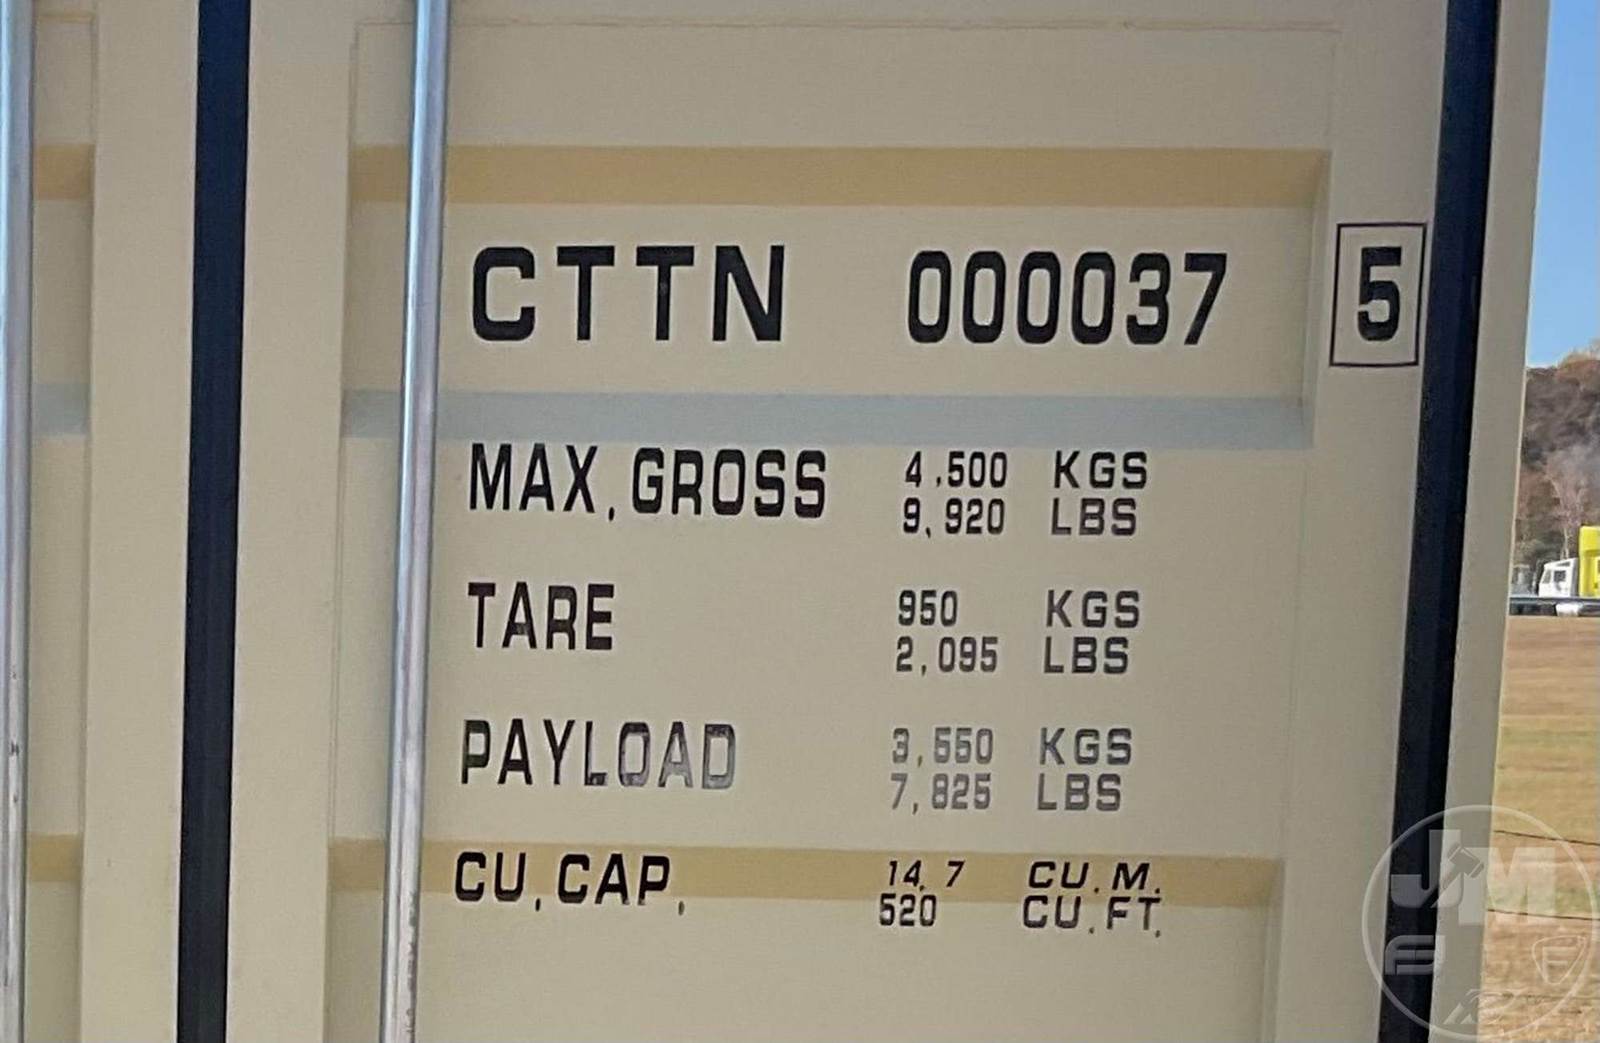 CTTN 000037 5
MAX.GROSS 4,500 KGS
9,920 LBS
TARE 950 KGS
2,095 LBS
PAYLOAD 3,550 KGS
7,825 LBS
CU.CAP. 14.7 CU.M.
520 CU.FT.
JM